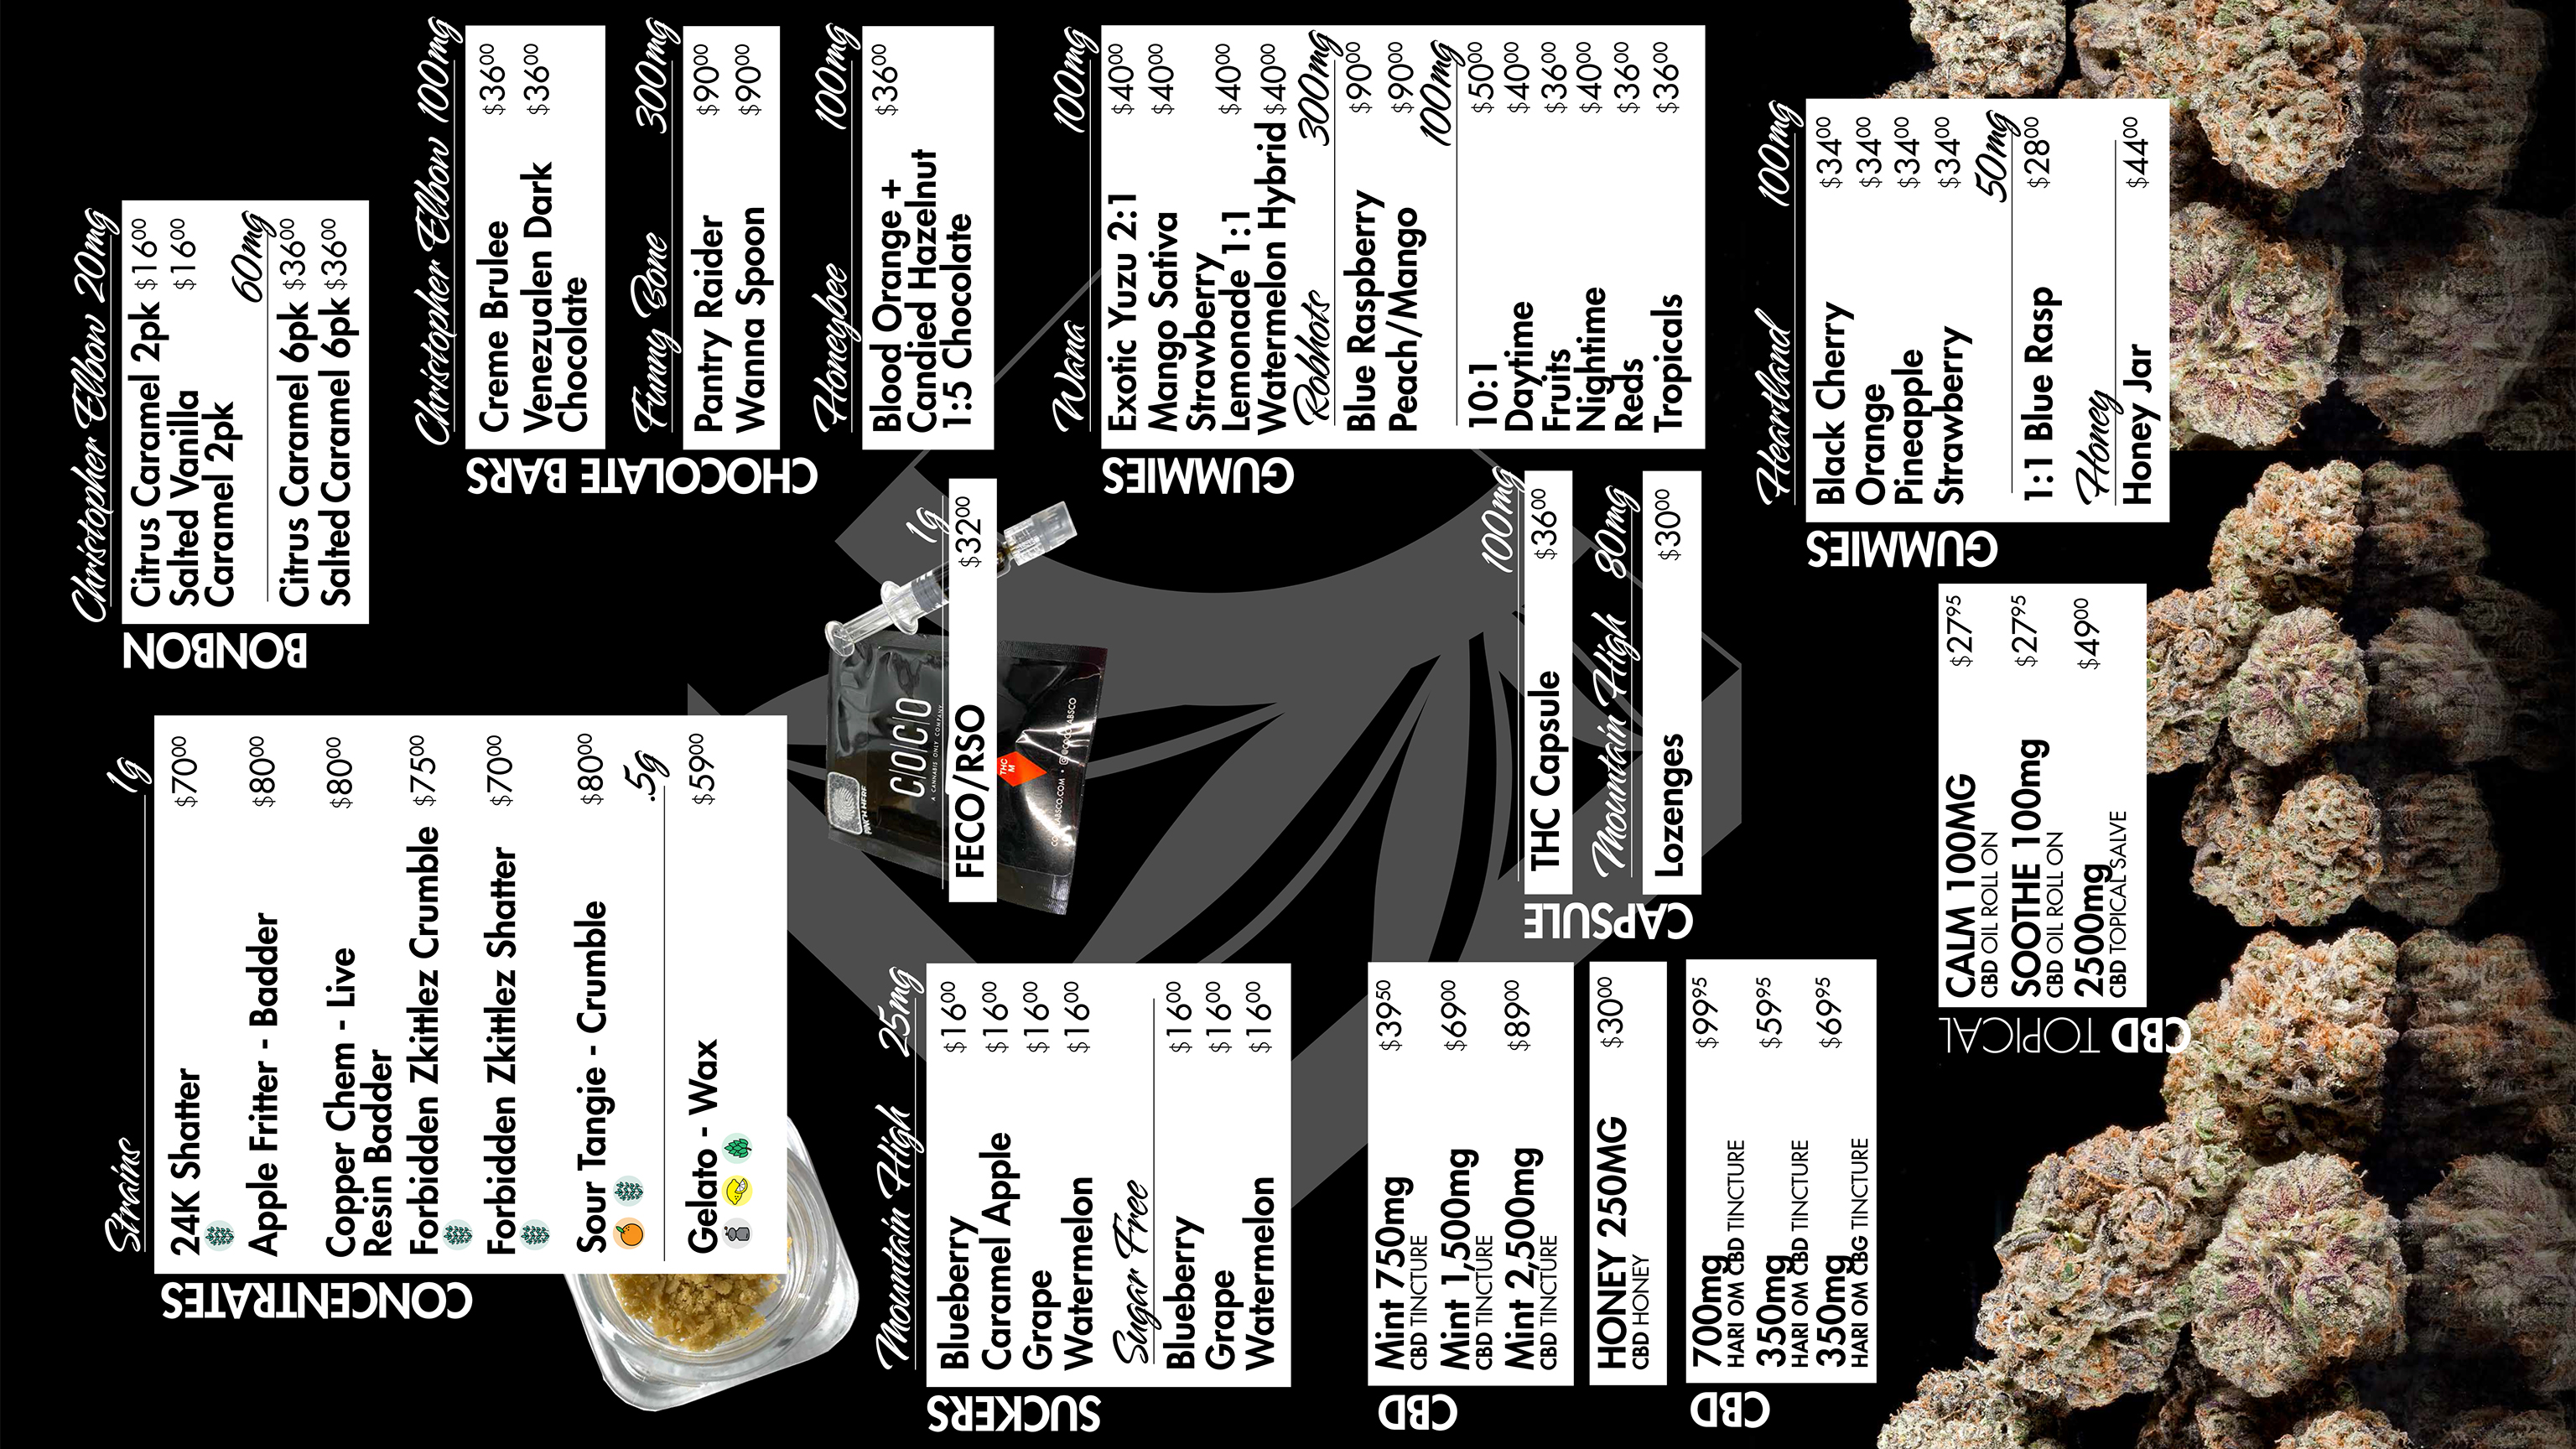 CONCENTRATES
Strains 1g
24K Shatter $70.00
Apple Fritter - Badder $80.00
Copper Chem - Live $80.00
Resin Badder
Forbidden Zkittlez Crumble $75.00
Forbidden Zkittlez Shatter $70.00
Sour Tangie - Crumble $80.00
.5g
Gelato - Wax $59.00
BONBON
Christopher Elbow 20mg
Citrus Caramel 2pk $16.00
Salted Vanilla $16.00
Caramel 2pk
60mg
Citrus Caramel 6pk $36.00
Salted Caramel 6pk $36.00
CHOCOLATE BARS
Christopher Elbow 100mg
Creme Brulee $36.00
Venezualen Dark $36.00
Chocolate
Funny Bone 300mg
Pantry Raider $90.00
Wanna Spoon $90.00
Honeybee 100mg
Blood Orange + $36.00
Candied Hazelnut
1:5 Chocolate
SUCKERS
Mountain High 25mg
Blueberry $16.00
Caramel Apple $16.00
Grape $16.00
Watermelon $16.00
Sugar Free
Blueberry $16.00
Grape $16.00
Watermelon $16.00
1g
FECO/RSO $32.00
PINCH HERE
C|O|C|O
A CANNABIS ONLY COMPANY
THC
M
GUMMIES
Wana 100mg
Exotic Yuzu 2:1 $40.00
Mango Sativa $40.00
Strawberry
Lemonade 1:1 $40.00
Watermelon Hybrid $40.00
Robhots 300mg
Blue Raspberry $90.00
Peach/Mango $90.00
100mg
10:1 $50.00
Daytime $40.00
Fruits $36.00
Nightime $40.00
Reds $36.00
Tropicals $36.00
CBD
Mint 750mg $39.50
CBD TINCTURE
Mint 1,500mg $69.00
CBD TINCTURE
Mint 2,500mg $89.00
CBD TINCTURE
HONEY 250MG $30.00
CBD HONEY
CBD
700mg $99.95
HARI OM CBD TINCTURE
350mg $59.95
HARI OM CBD TINCTURE
350mg $69.95
HARI OM CBG TINCTURE
CAPSULE
100mg
THC Capsule $36.00
Mountain High 80mg
Lozenges $30.00
GUMMIES
Heartland 100mg
Black Cherry $34.00
Orange $34.00
Pineapple $34.00
Strawberry $34.00
50mg
1:1 Blue Rasp $28.00
Honey
Honey Jar $44.00
CBD TOPICAL
CALM 100MG $27.95
CBD OIL ROLL ON
SOOTHE 100mg $27.95
CBD OIL ROLL ON
2500mg $49.00
CBD TOPICAL SALVE